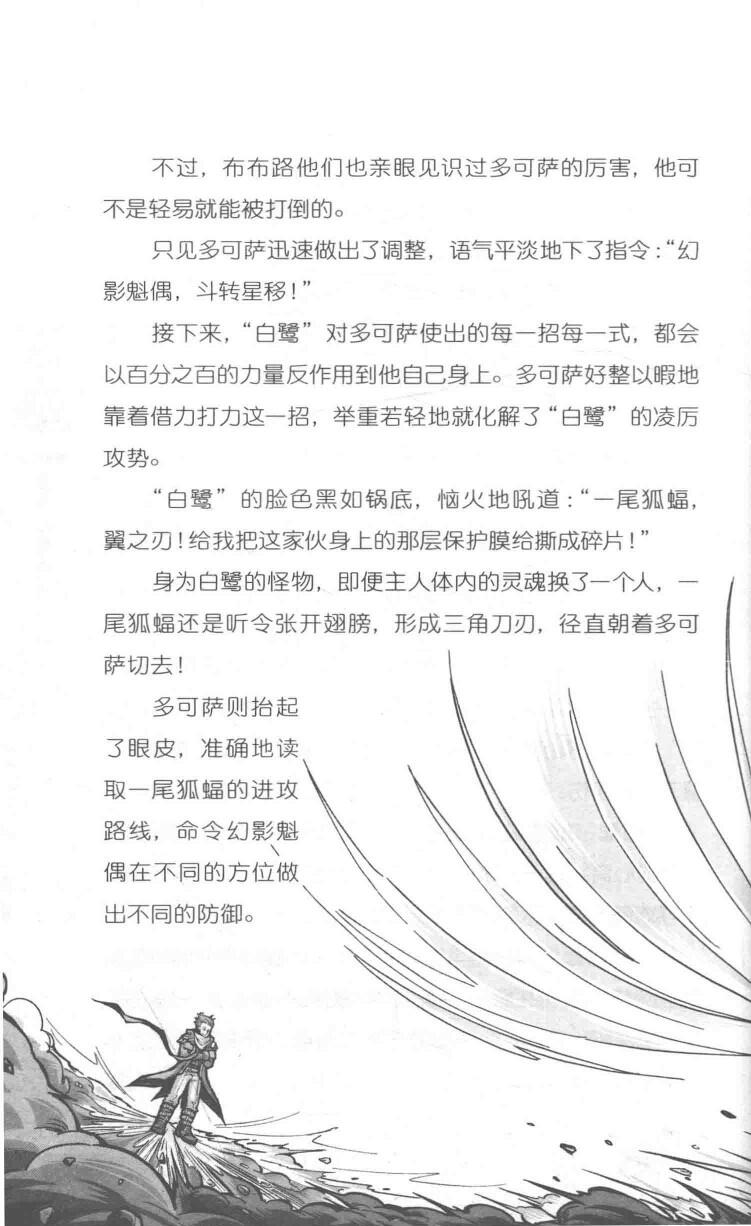 不过，布布路他们也亲眼见识过多可萨的厉害，他可
不是轻易就能被打倒的。
只见多可萨迅速做出了调整，语气平淡地下了指令：“幻
影魁偶，斗转星移！”
接下来，“白鹭”对多可萨使出的每一招每一式，都会
以百分之百的力量反作用到他自己身上。多可萨好整以暇地
靠着借力打力这一招，举重若轻地就化解了“白鹭”的凌厉
攻势。
“白鹭”的脸色黑如锅底，恼火地吼道：“一尾狐蝠，
翼之刃！给我把这家伙身上的那层保护膜给撕成碎片！”
身为白鹭的怪物，即便主人体内的灵魂换了一个人，一
尾狐蝠还是听令张开翅膀，形成三角刀刃，径直朝着多可
萨切去！
多可萨则抬起
了眼皮，准确地读
取一尾狐蝠的进攻
路线，命令幻影魁
偶在不同的方位做
出不同的防御。